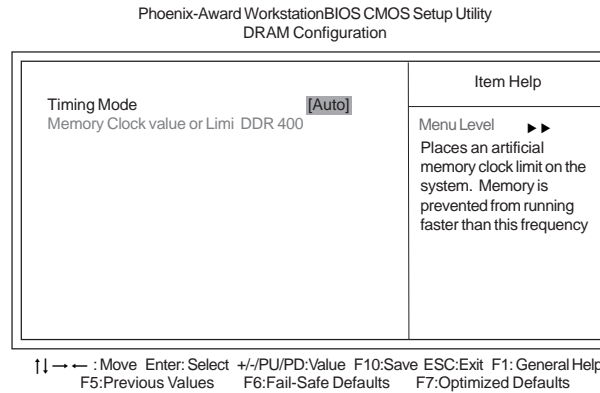 Phoenix-Award WorkstationBIOS CMOS Setup Utility
DRAM Configuration
Timing Mode [Auto]
Memory Clock value or Limi DDR 400
Item Help
Menu Level ▶▶
Places an artificial
memory clock limit on the
system. Memory is
prevented from running
faster than this frequency
↑↓→← : Move Enter: Select +/-/PU/PD:Value F10:Save ESC:Exit F1: General Help
F5:Previous Values F6:Fail-Safe Defaults F7:Optimized Defaults